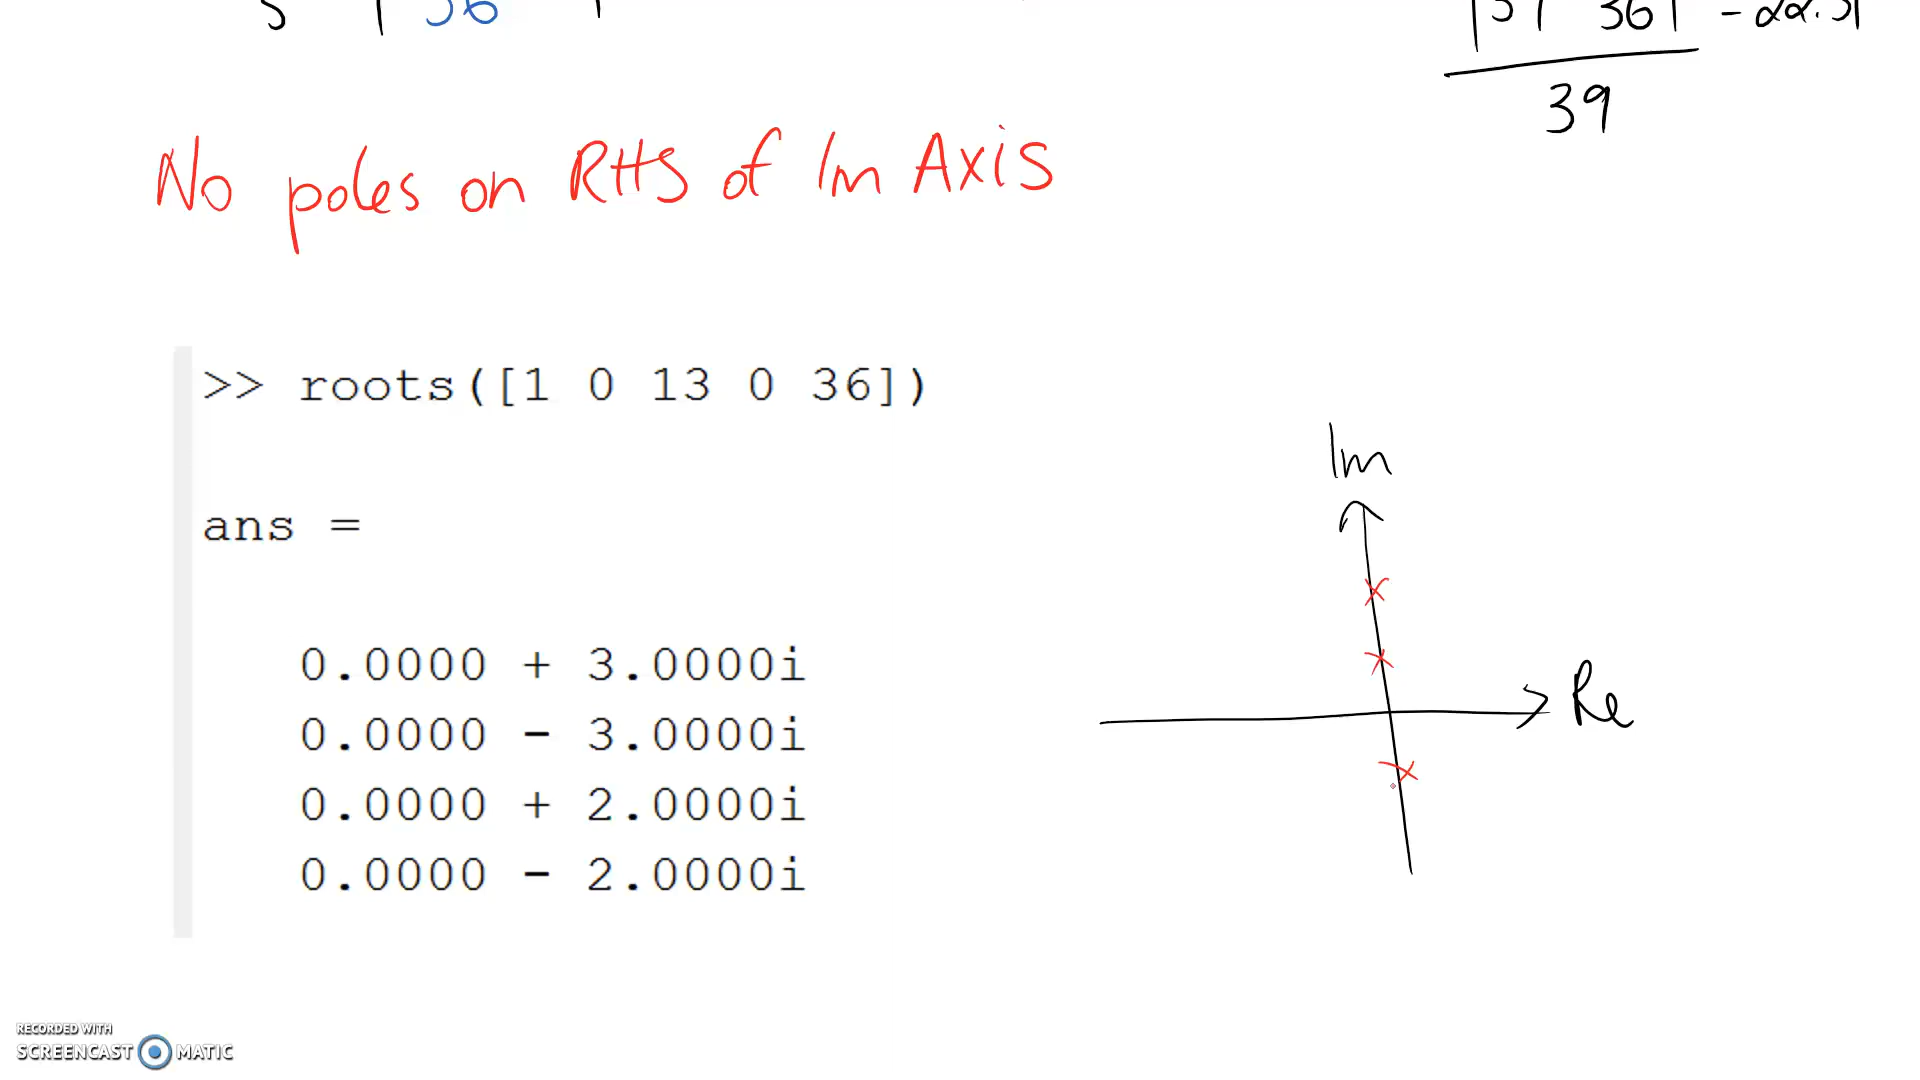 36
39
No poles on RHS of Im Axis
>> roots([1 0 13 0 36])
ans =
0.0000 + 3.0000i
0.0000 - 3.0000i
0.0000 + 2.0000i
0.0000 - 2.0000i
Im
Re
RECORDED WITH
SCREENCAST MATIC